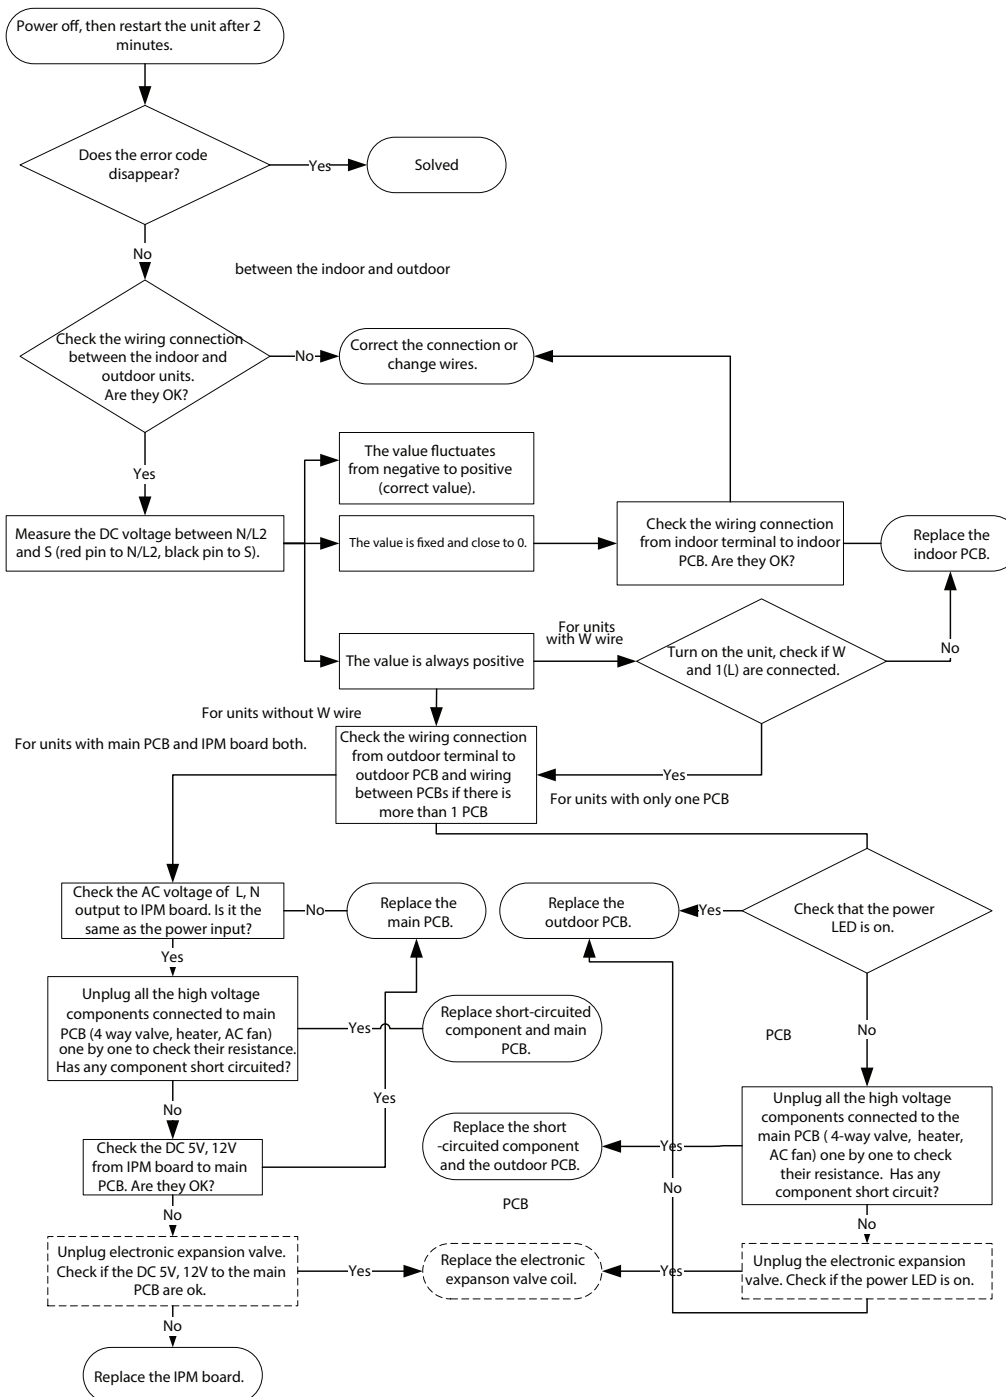 Power off, then restart the unit after 2
minutes.
Does the error code
disappear?
Yes
Solved
No
between the indoor and outdoor
Check the wiring connection
between the indoor and
outdoor units.
Are they OK?
No
Correct the connection or
change wires.
Yes
The value fluctuates
from negative to positive
(correct value).
Measure the DC voltage between N/L2
and S (red pin to N/L2, black pin to S).
The value is fixed and close to 0.
Check the wiring connection
from indoor terminal to indoor
PCB. Are they OK?
Replace the
indoor PCB.
The value is always positive
For units
with W wire
Turn on the unit, check if W
and 1(L) are connected.
No
For units without W wire
For units with main PCB and IPM board both.
Check the wiring connection
from outdoor terminal to
outdoor PCB and wiring
between PCBs if there is
more than 1 PCB
Yes
For units with only one PCB
Check the AC voltage of L, N
output to IPM board. Is it the
same as the power input?
No
Replace the
main PCB.
Replace the
outdoor PCB.
Yes
Check that the power
LED is on.
Yes
Unplug all the high voltage
components connected to main
PCB (4 way valve, heater, AC fan)
one by one to check their resistance.
Has any component short circuited?
Yes
Replace short-circuited
component and main
PCB.
PCB
No
No
Yes
Check the DC 5V, 12V
from IPM board to main
PCB. Are they OK?
Replace the short
-circuited component
and the outdoor PCB.
Yes
Unplug all the high voltage
components connected to the
main PCB ( 4-way valve, heater,
AC fan) one by one to check
their resistance. Has any
component short circuit?
No
PCB
No
No
Unplug electronic expansion valve.
Check if the DC 5V, 12V to the main
PCB are ok.
Yes
Replace the electronic
expanson valve coil.
Yes
Unplug the electronic expansion
valve. Check if the power LED is on.
No
Replace the IPM board.